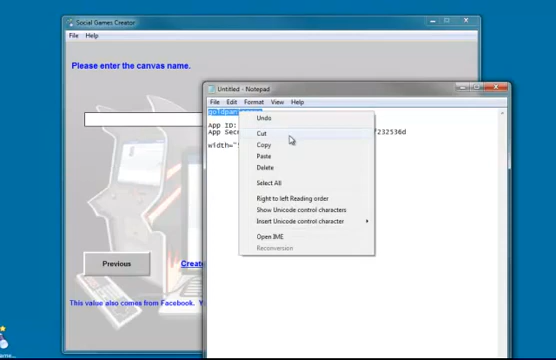 Social Games Creator
File Help
Please enter the canvas name.
Untitled - Notepad
File Edit Format View Help
App ID:
App
232536d
width="
Undo
Cut
Copy
Paste
Delete
Select All
Right to left Reading order
Show Unicode control characters
Insert Unicode control character
Open IME
Reconversion
Previous
Create
This value also comes from Facebook.